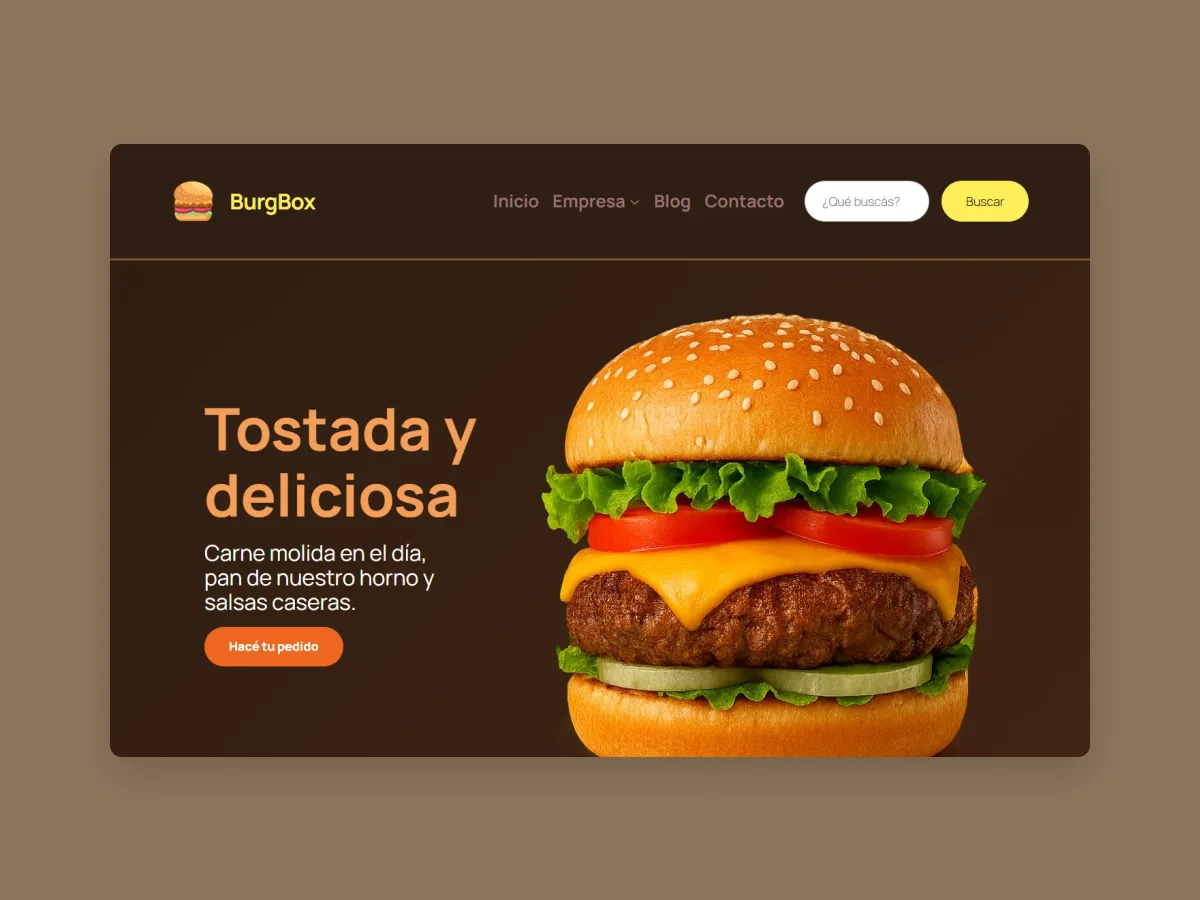 BurgBox
Inicio Empresa Blog Contacto
¿Qué buscás?
Buscar
Tostada y
deliciosa
Carne molida en el día,
pan de nuestro horno y
salsas caseras.
Hacé tu pedido